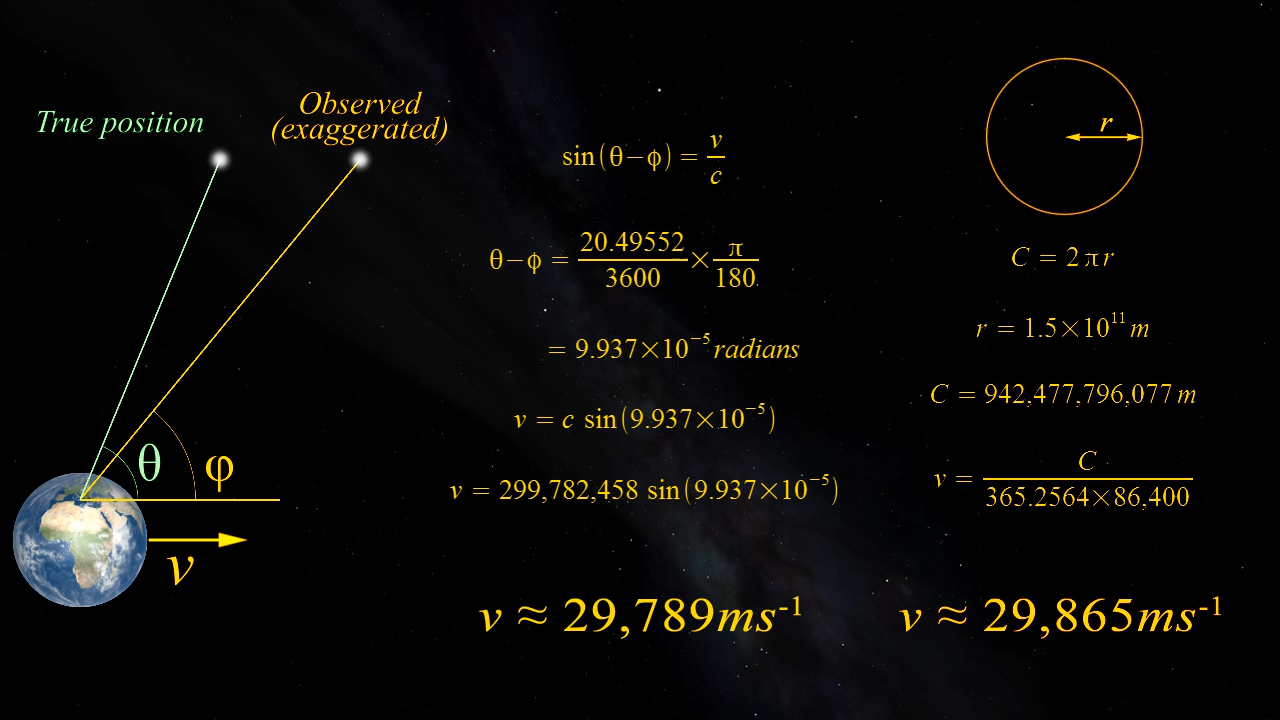 True position
Observed
(exaggerated)
θ
φ
v
sin(θ−ϕ) = v/c
θ−ϕ = 20.49552/3600 × π/180
= 9.937×10⁻⁵ radians
v = c sin(9.937×10⁻⁵)
v = 299,782,458 sin(9.937×10⁻⁵)
v ≈ 29,789ms⁻¹
r
C = 2πr
r = 1.5×10¹¹ m
C = 942,477,796,077 m
v = C/365.2564×86,400
v ≈ 29,865ms⁻¹